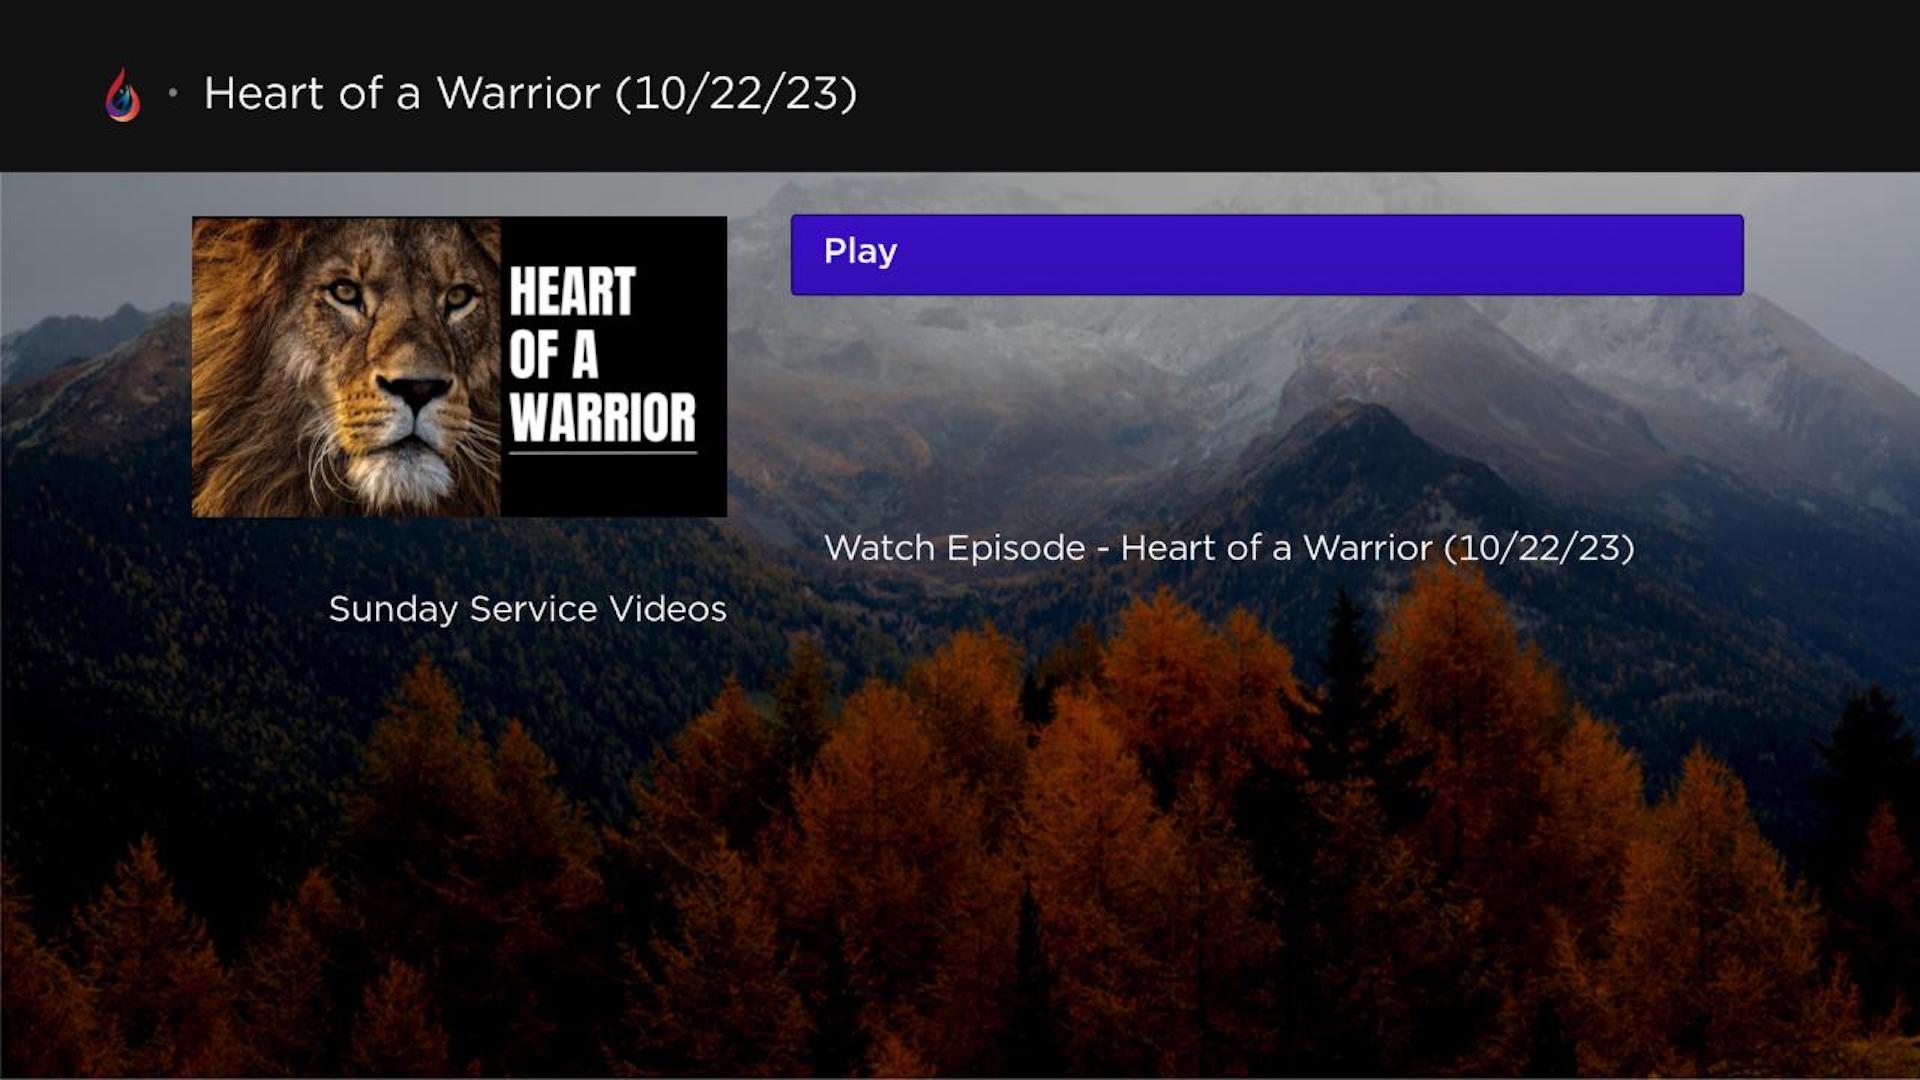 Heart of a Warrior (10/22/23)
HEART
OF A
WARRIOR
Sunday Service Videos
Play
Watch Episode - Heart of a Warrior (10/22/23)